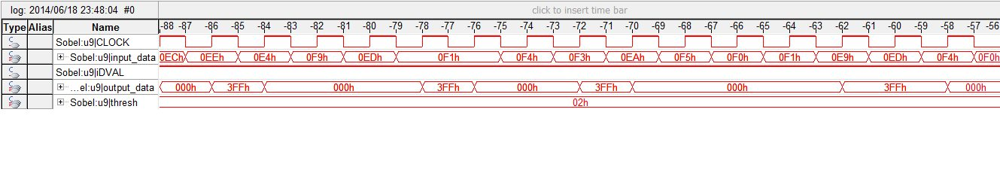 log: 2014/06/18 23:48:04 #0 click to insert time bar
Type Alias Name -88 -87 -86 -85 -84 -83 -82 -81 -80 -79 -78 -77 -76 -75 -74 -73 -72 -71 -70 -69 -68 -67 -66 -65 -64 -63 -62 -61 -60 -59 -58 -57 -56
Sobel:u9|CLOCK
Sobel:u9|input_data 0ECh 0EEh 0E4h 0F9h 0EDh 0F1h 0F4h 0F3h 0EAh 0F5h 0F0h 0F1h 0E9h 0EDh 0F4h 0F0h
Sobel:u9|iDVAL
...el:u9|output_data 000h 3FFh 000h 3FFh 000h 3FFh 000h 3FFh 000h
Sobel:u9|thresh 02h